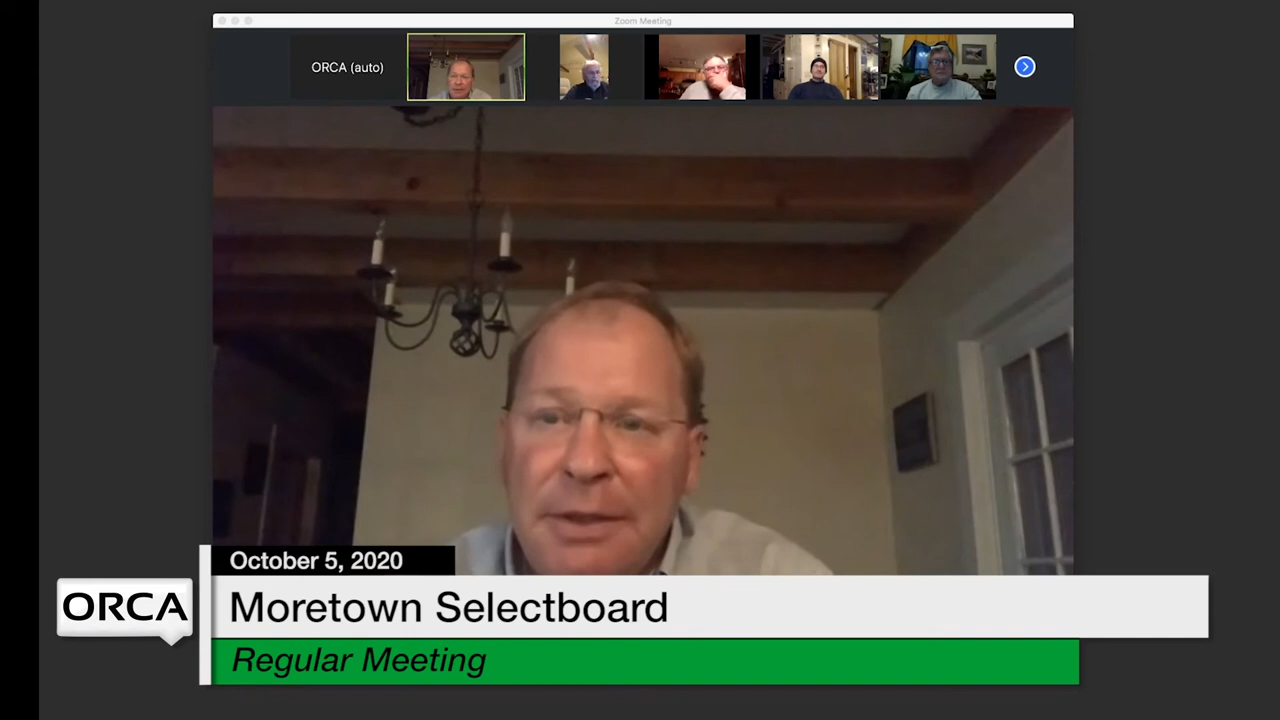 Zoom Meeting
ORCA (auto)
October 5, 2020
ORCA
Moretown Selectboard
Regular Meeting